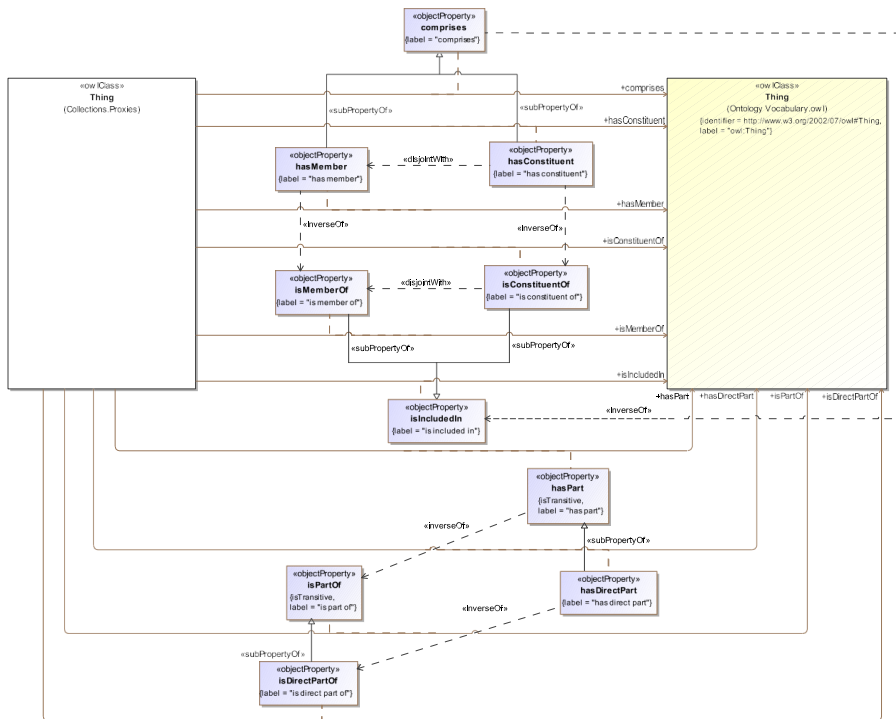 «objectProperty»
comprises
{label = "comprises"}
«owlClass»
Thing
(Collections.Proxies)
+comprises
«owlClass»
Thing
(Ontology Vocabulary.owl)
{identifier = http://www.w3.org/2002/07/owl#Thing,
label = "owl:Thing"}
«subPropertyOf»
«subPropertyOf»
+hasConstituent
«objectProperty»
hasMember
{label = "has member"}
«disjointWith»
«objectProperty»
hasConstituent
{label = "has constituent"}
+hasMember
«inverseOf»
«inverseOf»
+isConstituentOf
«objectProperty»
isMemberOf
{label = "is member of"}
«disjointWith»
«objectProperty»
isConstituentOf
{label = "is constituent of"}
+isMemberOf
«subPropertyOf»
«subPropertyOf»
+isIncludedIn
+hasPart
+hasDirectPart
+isPartOf
+isDirectPartOf
«objectProperty»
isIncludedIn
{label = "is included in"}
«inverseOf»
«objectProperty»
hasPart
{isTransitive,
label = "has part"}
«inverseOf»
«subPropertyOf»
«objectProperty»
isPartOf
{isTransitive,
label = "is part of"}
«objectProperty»
hasDirectPart
{label = "has direct part"}
«inverseOf»
«subPropertyOf»
«objectProperty»
isDirectPartOf
{label = "is direct part of"}